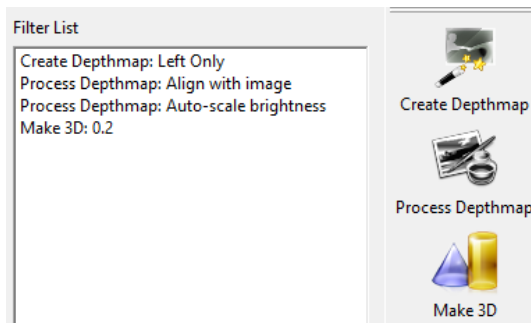 Filter List
Create Depthmap: Left Only
Process Depthmap: Align with image
Process Depthmap: Auto-scale brightness
Make 3D: 0.2
Create Depthmap
Process Depthmap
Make 3D